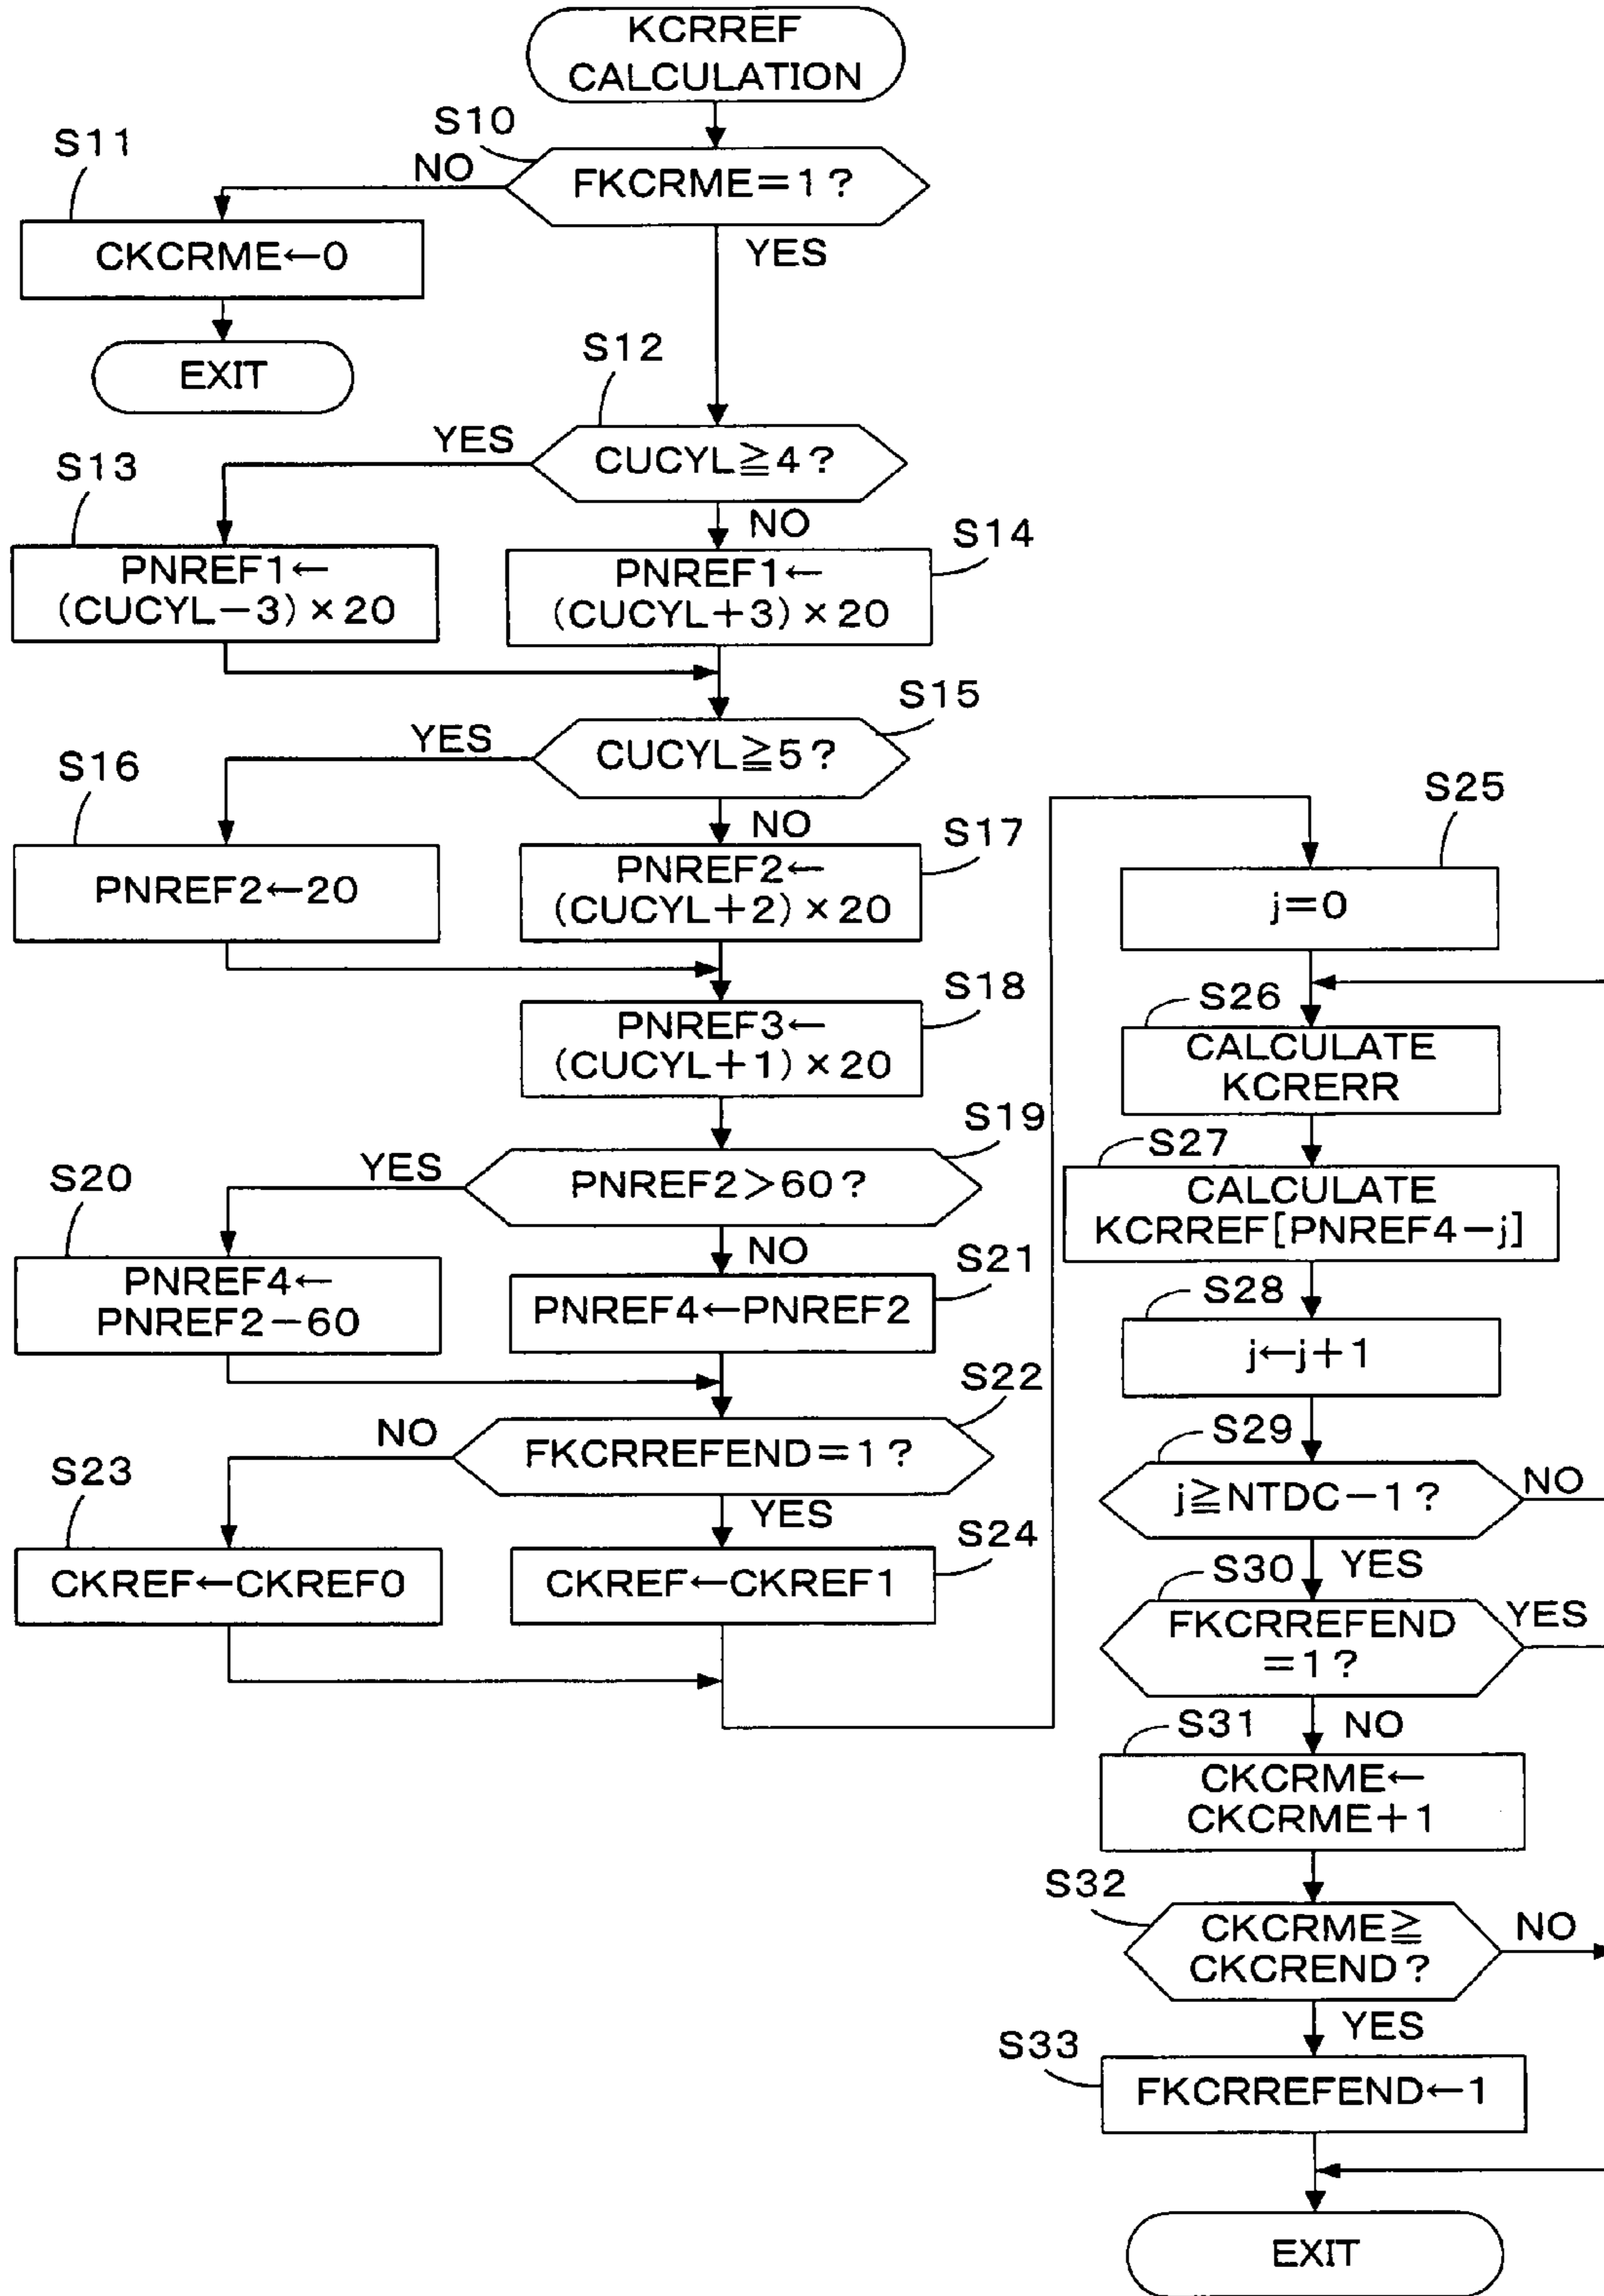 KCRREF
CALCULATION
S10
FKCRME=1?
NO
YES
S11
CKCRME←0
EXIT
S12
CUCYL≧4?
YES
NO
S13
PNREF1←
(CUCYL−3)×20
S14
PNREF1←
(CUCYL+3)×20
S15
CUCYL≧5?
YES
NO
S16
PNREF2←20
S17
PNREF2←
(CUCYL+2)×20
S18
PNREF3←
(CUCYL+1)×20
S19
PNREF2>60?
YES
NO
S20
PNREF4←
PNREF2−60
S21
PNREF4←PNREF2
S22
FKCRREFEND=1?
NO
YES
S23
CKREF←CKREF0
S24
CKREF←CKREF1
S25
j=0
S26
CALCULATE
KCRERR
S27
CALCULATE
KCRREF[PNREF4−j]
S28
j←j+1
S29
j≧NTDC−1?
NO
YES
S30
FKCRREFEND
=1?
YES
NO
S31
CKCRME←
CKCRME+1
S32
CKCRME≧
CKCREND?
NO
YES
S33
FKCRREFEND←1
EXIT